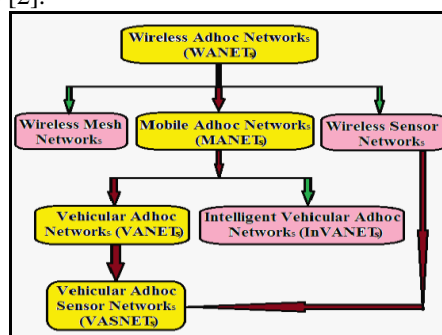 [2].
Wireless Adhoc Networks
(WANETs)
Wireless Mesh
Networks
Mobile Adhoc Networks
(MANETs)
Wireless Sensor
Networks
Vehicular Adhoc
Networks (VANETs)
Intelligent Vehicular Adhoc
Networks (InVANETs)
Vehicular Adhoc
Sensor Networks
(VASNETs)